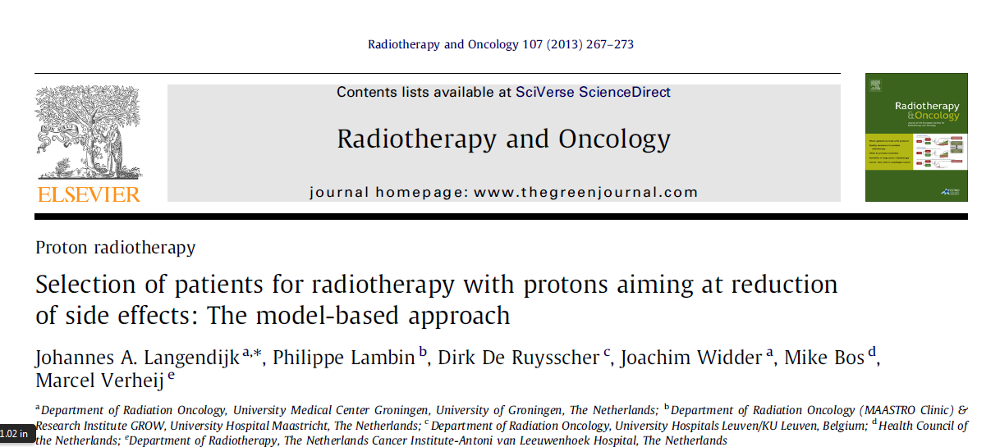 Radiotherapy and Oncology 107 (2013) 267–273
Contents lists available at SciVerse ScienceDirect
Radiotherapy and Oncology
journal homepage: www.thegreenjournal.com
ELSEVIER
Radiotherapy
&Oncology
Proton radiotherapy
Selection of patients for radiotherapy with protons aiming at reduction
of side effects: The model-based approach
Johannes A. Langendijk a,*, Philippe Lambin b, Dirk De Ruysscher c, Joachim Widder a, Mike Bos d,
Marcel Verheij e
a Department of Radiation Oncology, University Medical Center Groningen, University of Groningen, The Netherlands; b Department of Radiation Oncology (MAASTRO Clinic) &
Research Institute GROW, University Hospital Maastricht, The Netherlands; c Department of Radiation Oncology, University Hospitals Leuven/KU Leuven, Belgium; d Health Council of
the Netherlands; e Department of Radiotherapy, The Netherlands Cancer Institute-Antoni van Leeuwenhoek Hospital, The Netherlands
1.02 in